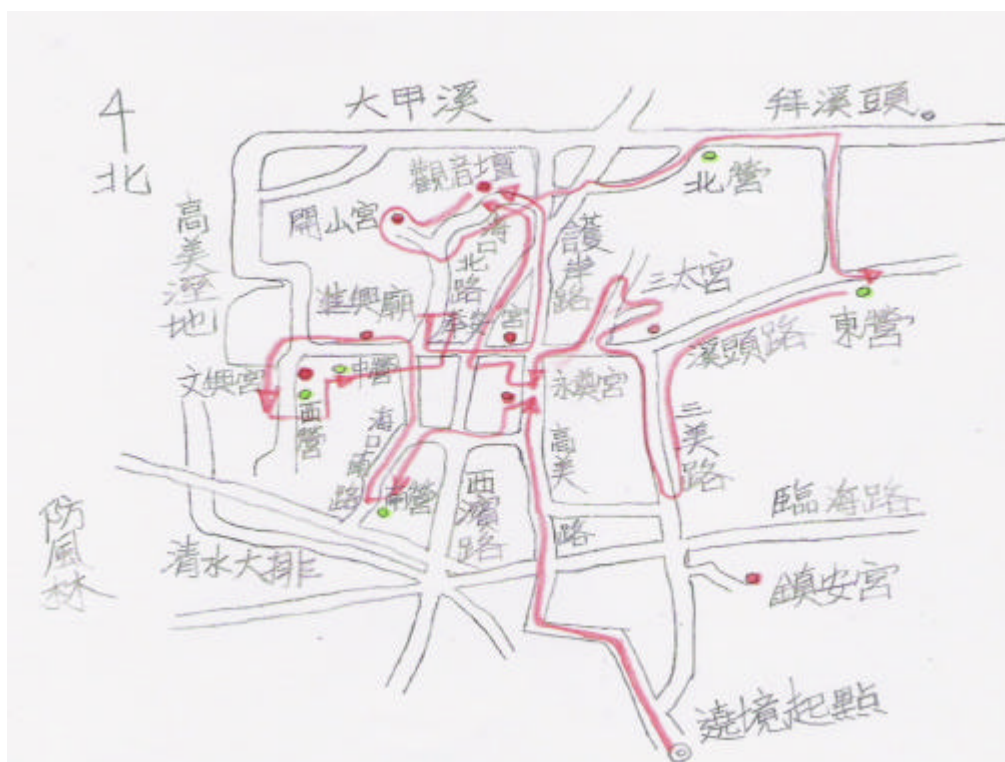 大甲溪
拜溪頭
北
觀音壇
北營
開山宮
高美溼地
海口北路
護岸路
三太宮
進興廟
奉安宮
溪頭路
東營
文興宮
中營
永奠宮
西營
海口南路
南營
西濱路
高美路
三美路
臨海路
防風林
清水大排
鎮安宮
遶境起點